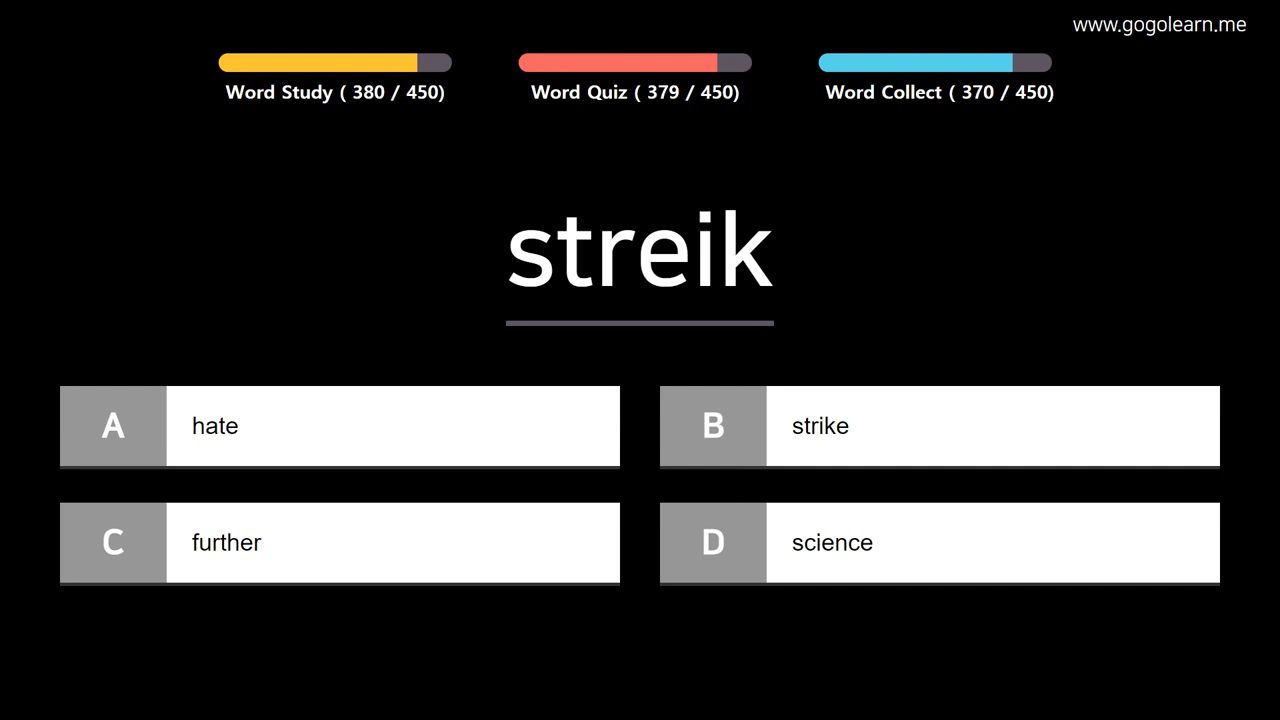 www.gogolearn.me
Word Study ( 380 / 450)
Word Quiz ( 379 / 450)
Word Collect ( 370 / 450)
streik
A hate
B strike
C further
D science